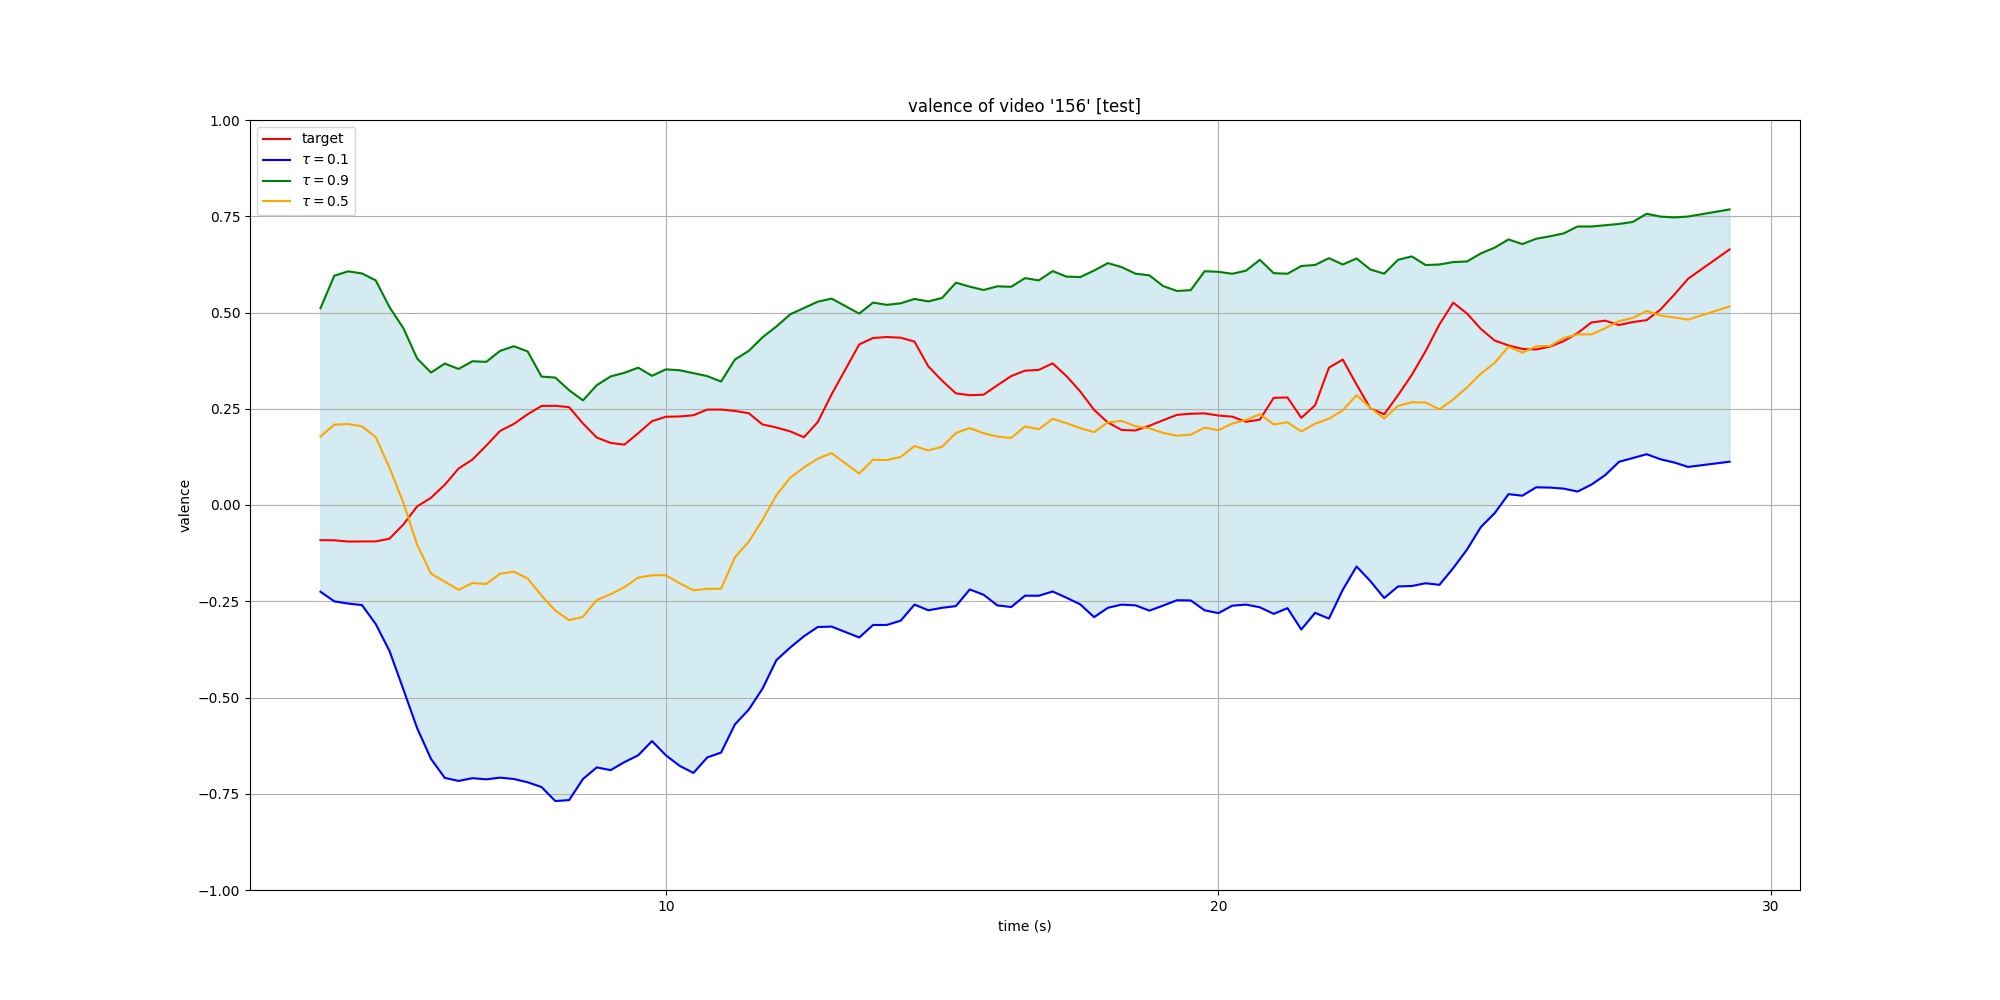 valence of video '156' [test]
target
τ = 0.1
τ = 0.9
τ = 0.5
1.00
0.75
0.50
0.25
0.00
−0.25
−0.50
−0.75
−1.00
valence
10
20
30
time (s)